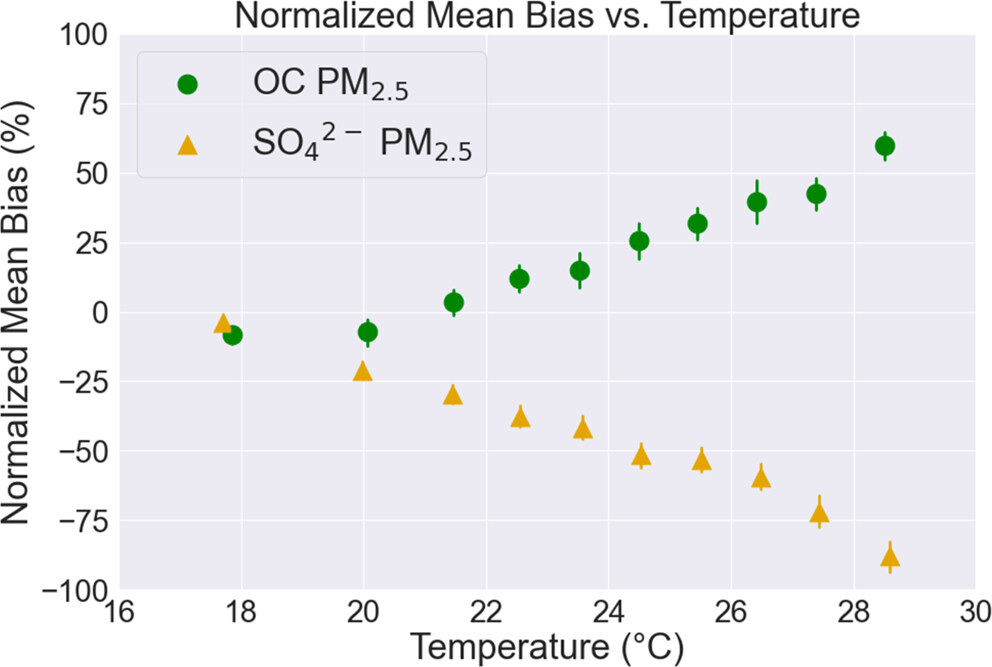 Normalized Mean Bias vs. Temperature
100
75
50
25
0
−25
−50
−75
−100
Normalized Mean Bias (%)
OC PM₂.₅
SO₄²⁻ PM₂.₅
16 18 20 22 24 26 28 30
Temperature (°C)